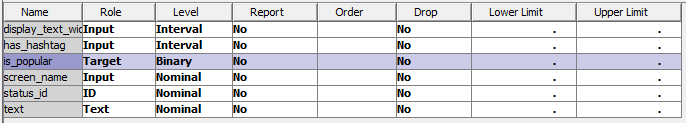 Name Role Level Report Order Drop Lower Limit Upper Limit
display_text_wid Input Interval No No . .
has_hashtag Input Interval No No . .
is_popular Target Binary No No . .
screen_name Input Nominal No No . .
status_id ID Nominal No No . .
text Text Nominal No No . .